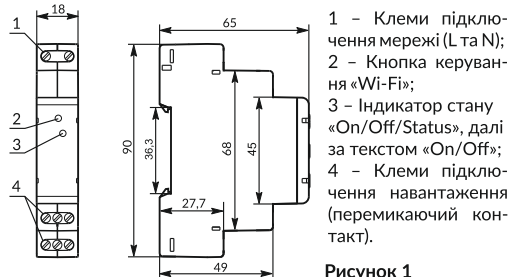 18
65
1
2
3
4
90
36,3
68
45
27,7
49
1 – Клеми підклю-
чення мережі (L та N);
2 – Кнопка керуван-
ня «Wi-Fi»;
3 – Індикатор стану
«On/Off/Status», далі
за текстом «On/Off»;
4 – Клеми підклю-
чення навантаження
(перемикаючий кон-
такт).
Рисунок 1